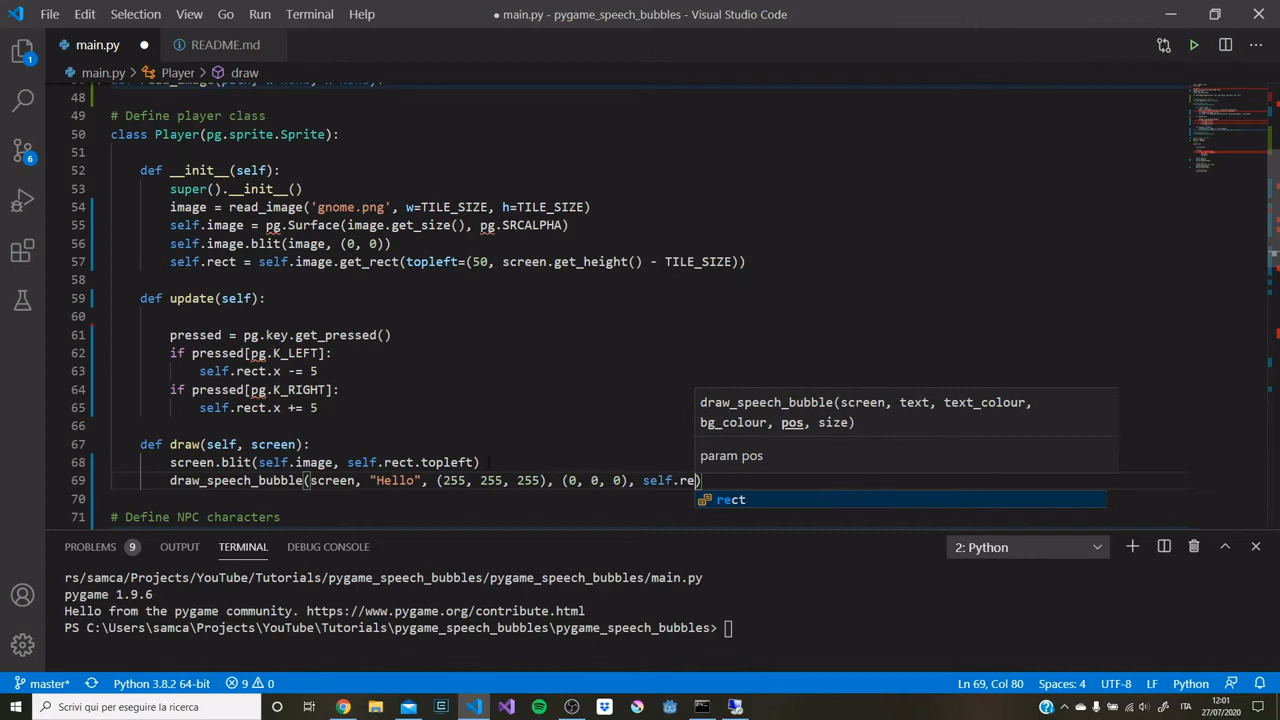 File Edit Selection View Go Run Terminal Help
● main.py - pygame_speech_bubbles - Visual Studio Code
main.py
README.md
main.py > Player > draw
48
49 # Define player class
50 class Player(pg.sprite.Sprite):
51
52 def __init__(self):
53 super().__init__()
54 image = read_image('gnome.png', w=TILE_SIZE, h=TILE_SIZE)
55 self.image = pg.Surface(image.get_size(), pg.SRCALPHA)
56 self.image.blit(image, (0, 0))
57 self.rect = self.image.get_rect(topleft=(50, screen.get_height() - TILE_SIZE))
58
59 def update(self):
60
61 pressed = pg.key.get_pressed()
62 if pressed[pg.K_LEFT]:
63 self.rect.x -= 5
64 if pressed[pg.K_RIGHT]:
65 self.rect.x += 5
66
67 def draw(self, screen):
68 screen.blit(self.image, self.rect.topleft)
69 draw_speech_bubble(screen, "Hello", (255, 255, 255), (0, 0, 0), self.re)
70
71 # Define NPC characters
draw_speech_bubble(screen, text, text_colour,
bg_colour, pos, size)
param pos
rect
1
6
PROBLEMS 9 OUTPUT TERMINAL DEBUG CONSOLE
2: Python
rs/samca/Projects/YouTube/Tutorials/pygame_speech_bubbles/pygame_speech_bubbles/main.py
pygame 1.9.6
Hello from the pygame community. https://www.pygame.org/contribute.html
PS C:\Users\samca\Projects\YouTube\Tutorials\pygame_speech_bubbles\pygame_speech_bubbles>
master* Python 3.8.2 64-bit 9 0
Ln 69, Col 80 Spaces: 4 UTF-8 LF Python
Scrivi qui per eseguire la ricerca
12:01
27/07/2020